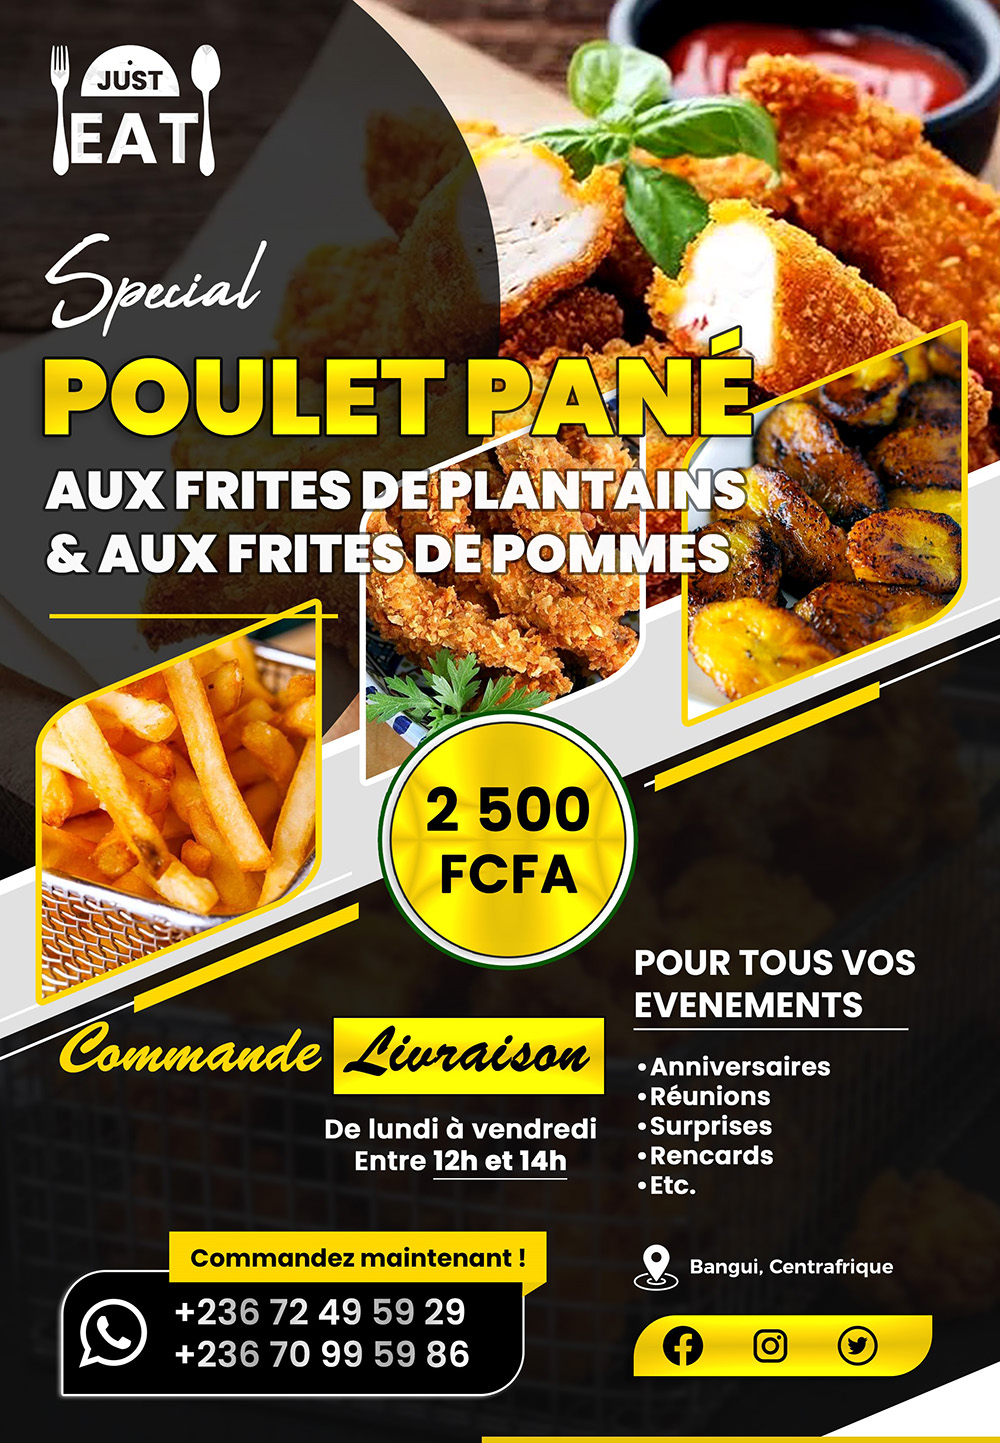 JUST
EAT
Special
POULET PANÉ
AUX FRITES DE PLANTAINS
& AUX FRITES DE POMMES
2 500
FCFA
Commande Livraison
De lundi à vendredi
Entre 12h et 14h
POUR TOUS VOS
EVENEMENTS
•Anniversaires
•Réunions
•Surprises
•Rencards
•Etc.
Commandez maintenant !
+236 72 49 59 29
+236 70 99 59 86
Bangui, Centrafrique